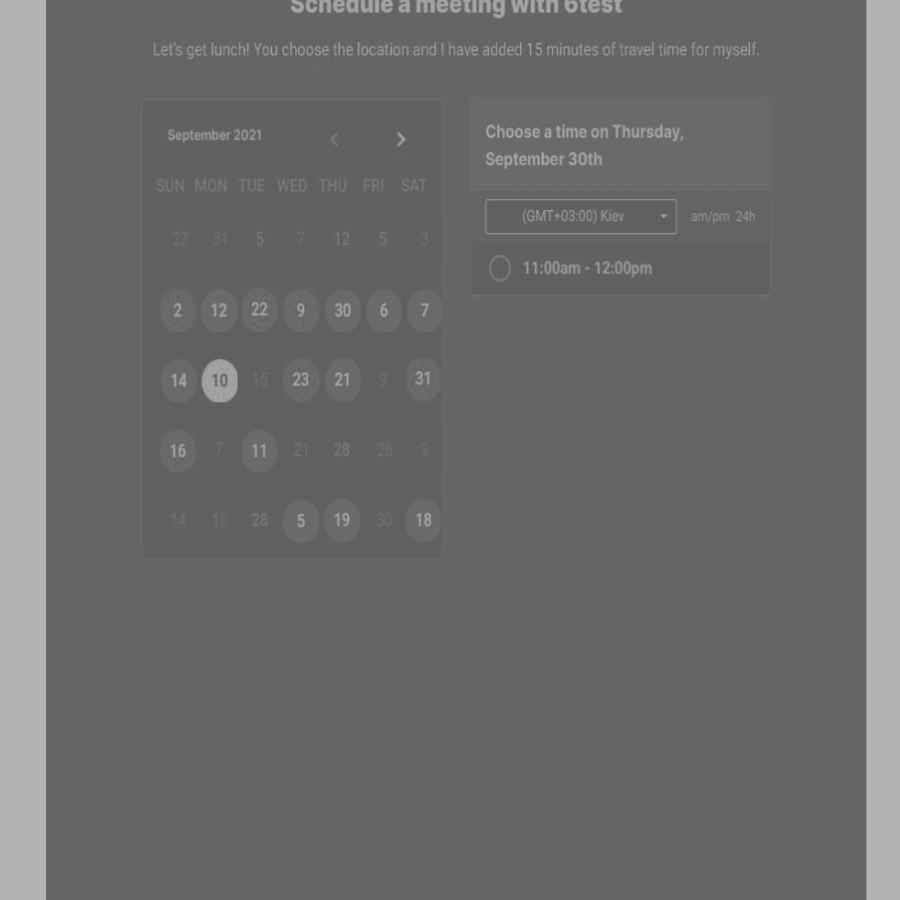 Schedule a meeting with 6test
Let's get lunch! You choose the location and I have added 15 minutes of travel time for myself.
September 2021
SUN MON TUE WED THU FRI SAT
27 31 5 7 12 5 3
2 12 22 9 30 6 7
14 10 15 23 21 9 31
16 7 11 21 28 26 9
14 10 28 5 19 30 18
Choose a time on Thursday,
September 30th
(GMT+03:00) Kiev am/pm 24h
11:00am - 12:00pm